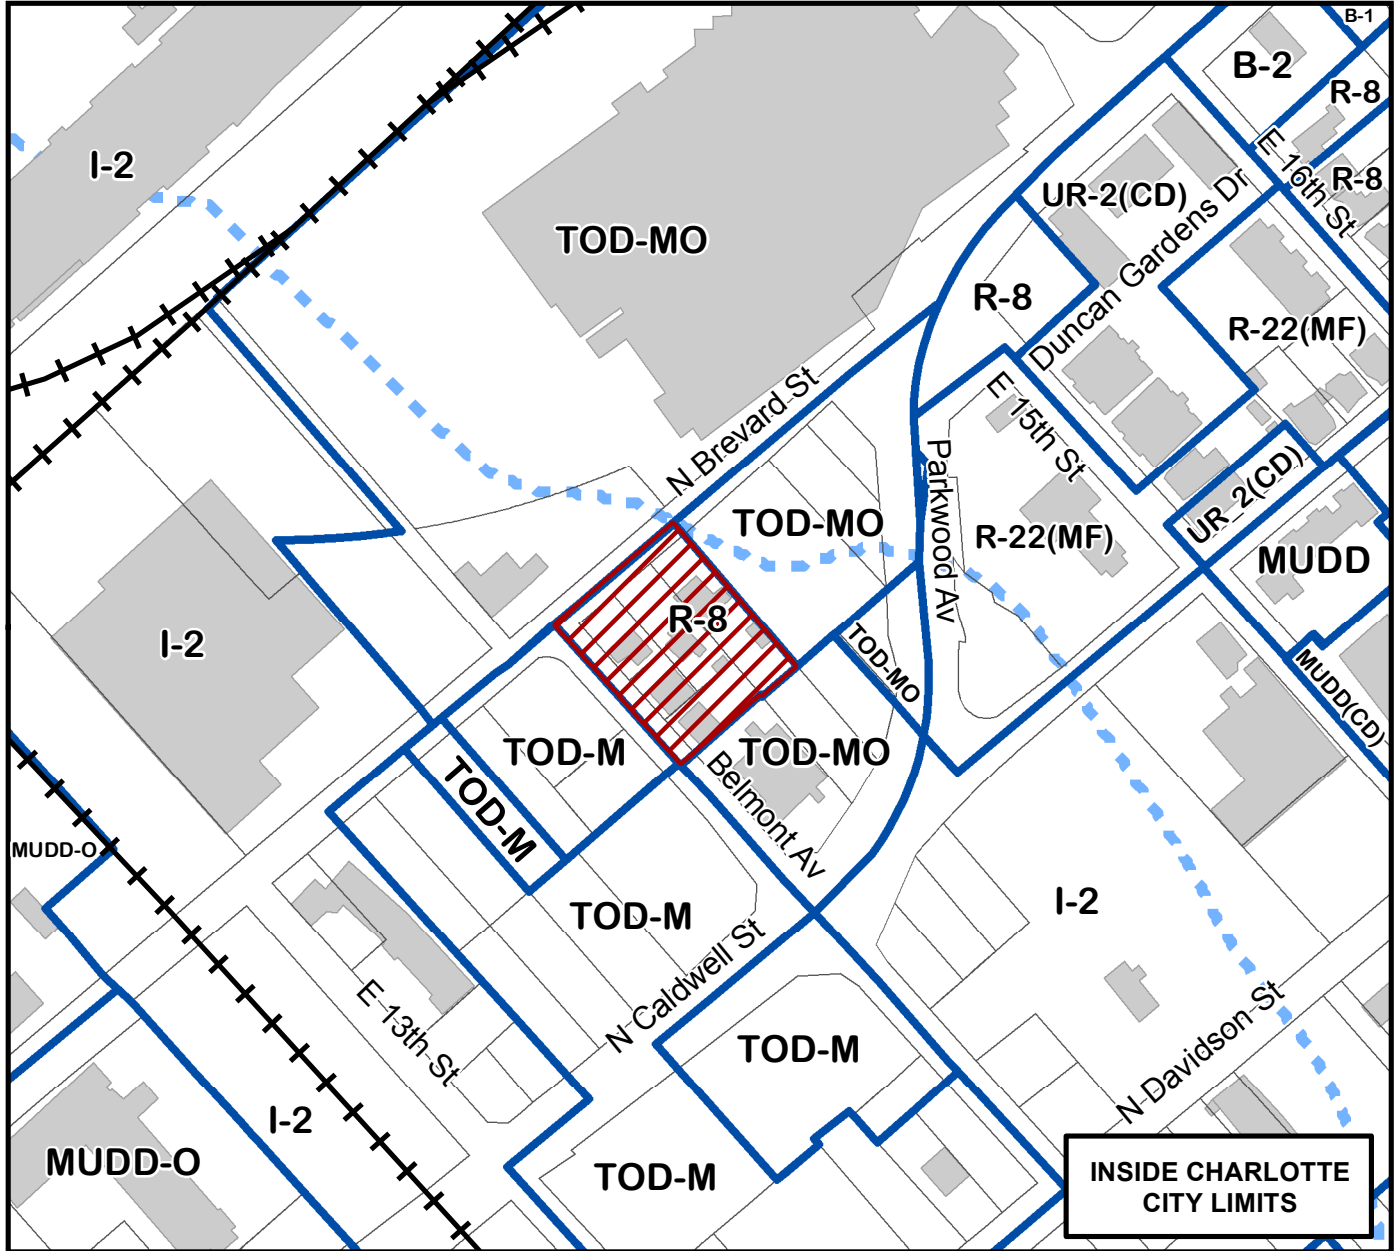 B-1
B-2
R-8
I-2
E 16th St
R-8
UR-2(CD)
TOD-MO
Duncan Gardens Dr
R-8
R-22(MF)
N Brevard St
E 15th St
Parkwood Av
UR_2(CD)
TOD-MO
R-22(MF)
MUDD
R-8
I-2
TOD-MO
MUDD(CD)
TOD-M
TOD-MO
TOD-M
Belmont Av
MUDD-O
I-2
TOD-M
N Caldwell St
E 13th St
TOD-M
N Davidson St
I-2
MUDD-O
TOD-M
INSIDE CHARLOTTE
CITY LIMITS